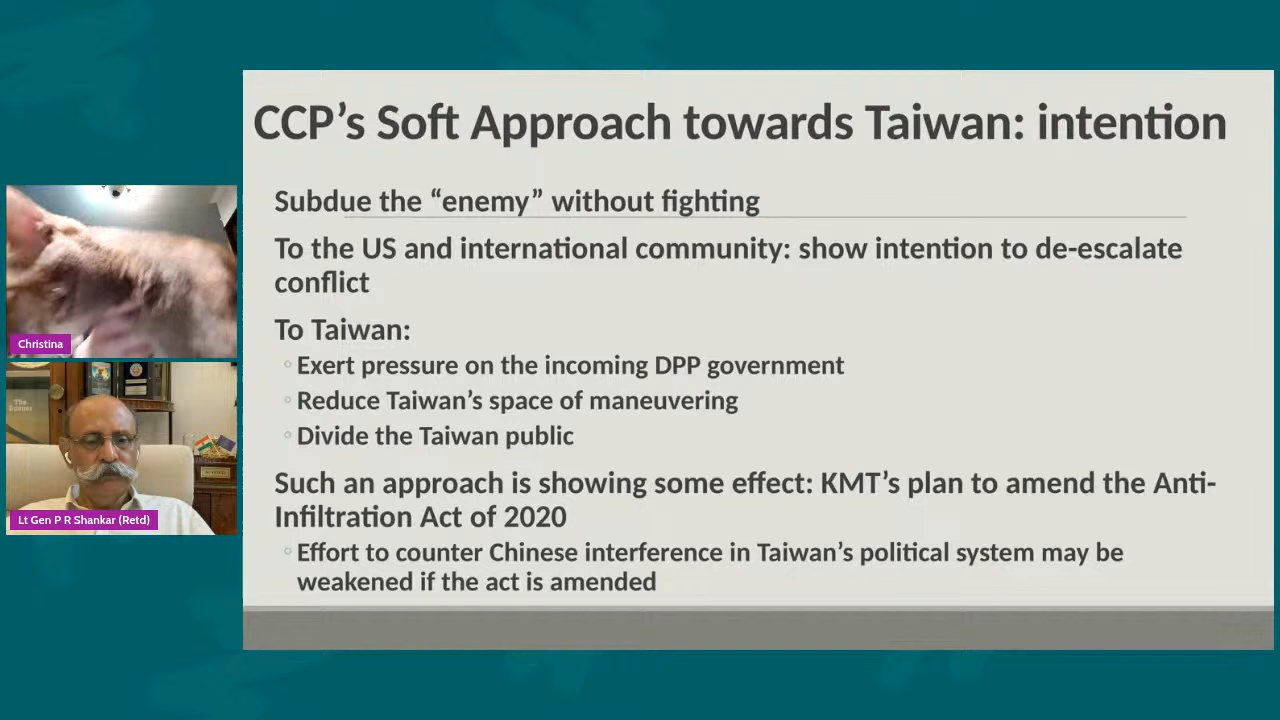 CCP’s Soft Approach towards Taiwan: intention
Subdue the “enemy” without fighting
To the US and international community: show intention to de-escalate
conflict
To Taiwan:
Exert pressure on the incoming DPP government
Reduce Taiwan’s space of maneuvering
Divide the Taiwan public
Such an approach is showing some effect: KMT’s plan to amend the Anti-
Infiltration Act of 2020
Effort to counter Chinese interference in Taiwan’s political system may be
weakened if the act is amended
Christina
Lt Gen P R Shankar (Retd)